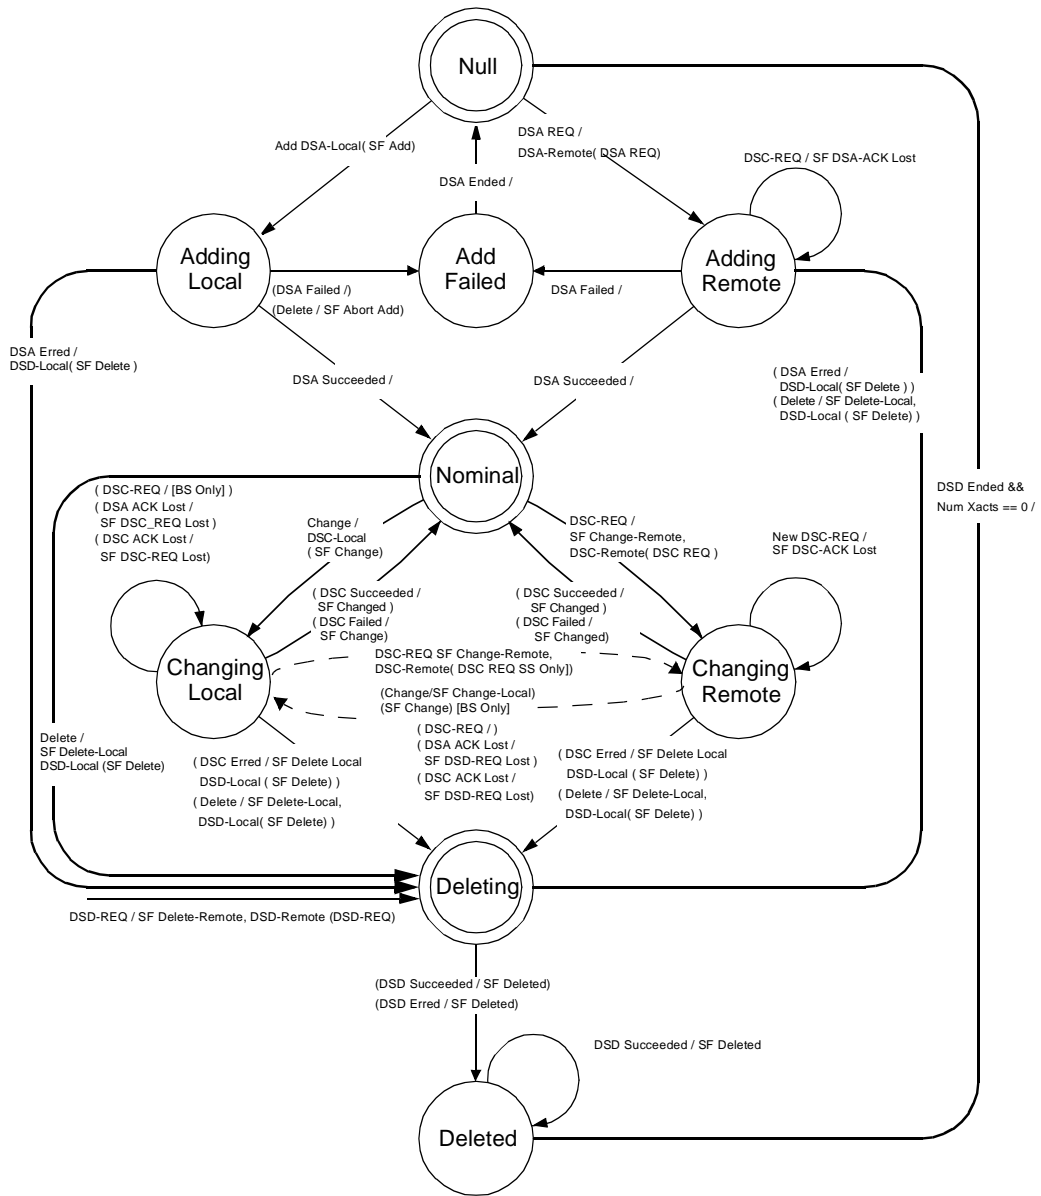 Null
DSA REQ /
DSA-Remote( DSA REQ)
Add DSA-Local( SF Add)
DSC-REQ / SF DSA-ACK Lost
DSA Ended /
Adding
Local
Add
Failed
Adding
Remote
(DSA Failed /)
(Delete / SF Abort Add)
DSA Failed /
DSA Erred /
DSD-Local( SF Delete )
DSA Succeeded /
DSA Succeeded /
( DSA Erred /
DSD-Local( SF Delete ) )
( Delete / SF Delete-Local,
DSD-Local ( SF Delete) )
Nominal
DSD Ended &&
Num Xacts == 0 /
( DSC-REQ / [BS Only] )
( DSA ACK Lost /
SF DSC_REQ Lost )
( DSC ACK Lost /
SF DSC-REQ Lost)
Change /
DSC-Local
( SF Change)
DSC-REQ /
SF Change-Remote,
DSC-Remote( DSC REQ )
New DSC-REQ /
SF DSC-ACK Lost
( DSC Succeeded /
SF Changed )
( DSC Failed /
SF Change)
( DSC Succeeded /
SF Changed )
( DSC Failed /
SF Changed)
Changing
Local
DSC-REQ SF Change-Remote,
DSC-Remote( DSC REQ SS Only])
Changing
Remote
(Change/SF Change-Local)
(SF Change) [BS Only]
Delete /
SF Delete-Local
DSD-Local (SF Delete)
( DSC Erred / SF Delete Local
DSD-Local ( SF Delete) )
( Delete / SF Delete-Local,
DSD-Local( SF Delete) )
( DSC-REQ / )
( DSA ACK Lost /
SF DSD-REQ Lost )
( DSC ACK Lost /
SF DSD-REQ Lost)
( DSC Erred / SF Delete Local
DSD-Local ( SF Delete) )
( Delete / SF Delete-Local,
DSD-Local( SF Delete) )
Deleting
DSD-REQ / SF Delete-Remote, DSD-Remote (DSD-REQ)
(DSD Succeeded / SF Deleted)
(DSD Erred / SF Deleted)
DSD Succeeded / SF Deleted
Deleted